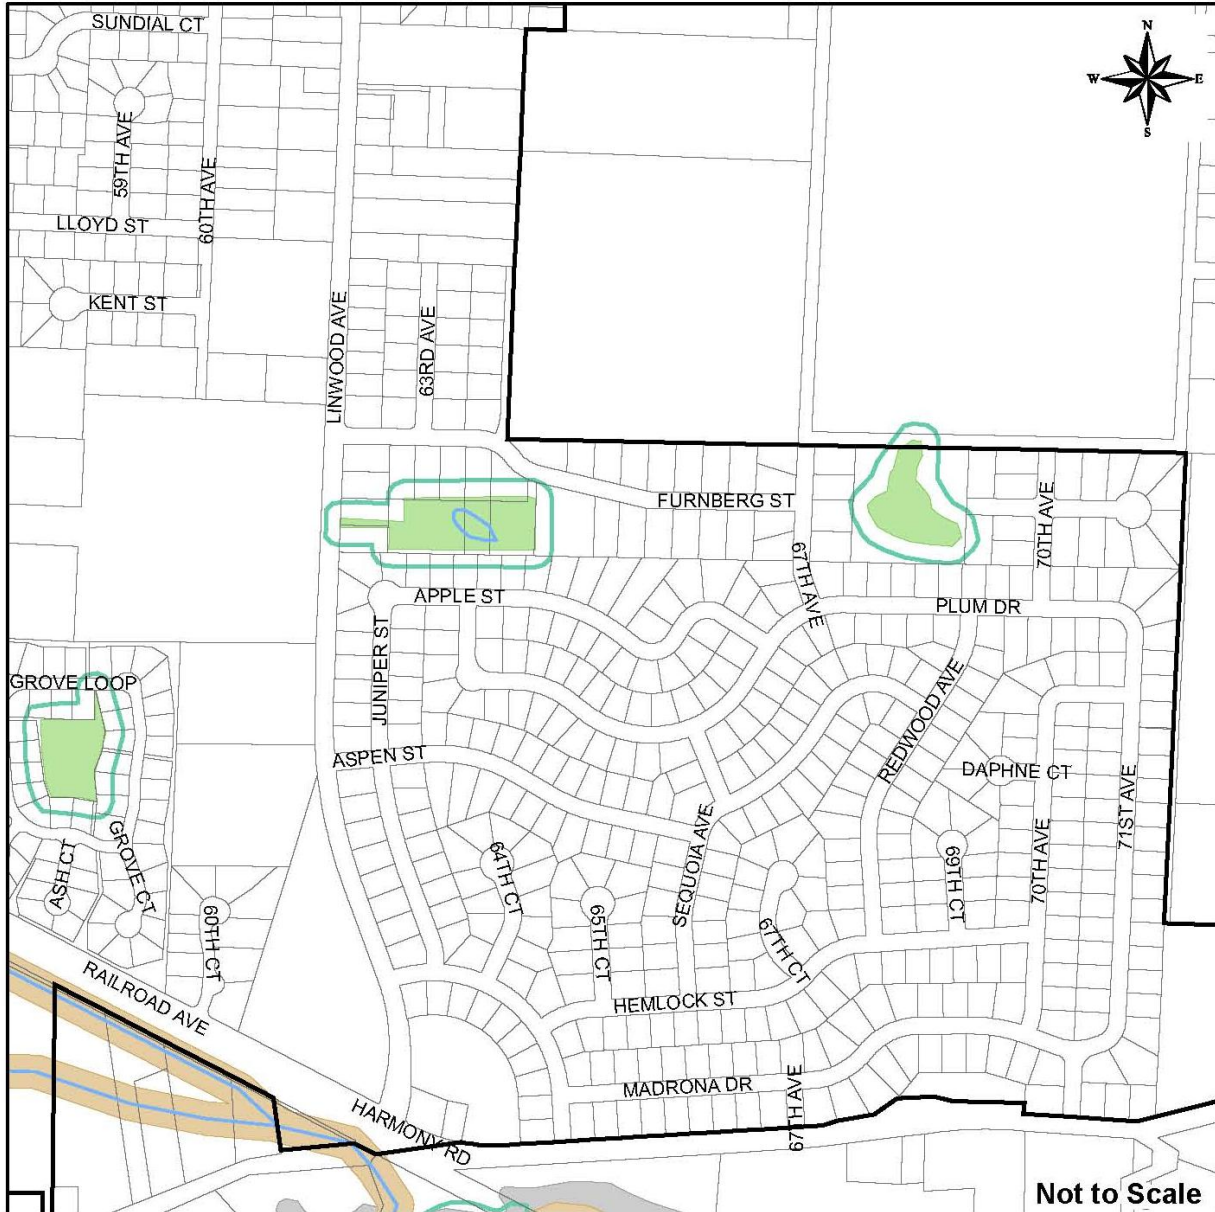 SUNDIAL CT
N
W
E
S
59TH AVE
60TH AVE
LLOYD ST
KENT ST
LINWOOD AVE
63RD AVE
FURNBERG ST
70TH AVE
67TH AVE
APPLE ST
PLUM DR
JUNIPER ST
GROVE LOOP
REDWOOD AVE
ASPEN ST
DAPHNE CT
71ST AVE
SEQUOIA AVE
ASH CT
GROVE CT
64TH CT
69TH CT
70TH AVE
60TH CT
65TH CT
67TH CT
RAILROAD AVE
HEMLOCK ST
MADRONA DR
67TH AVE
HARMONY RD
Not to Scale